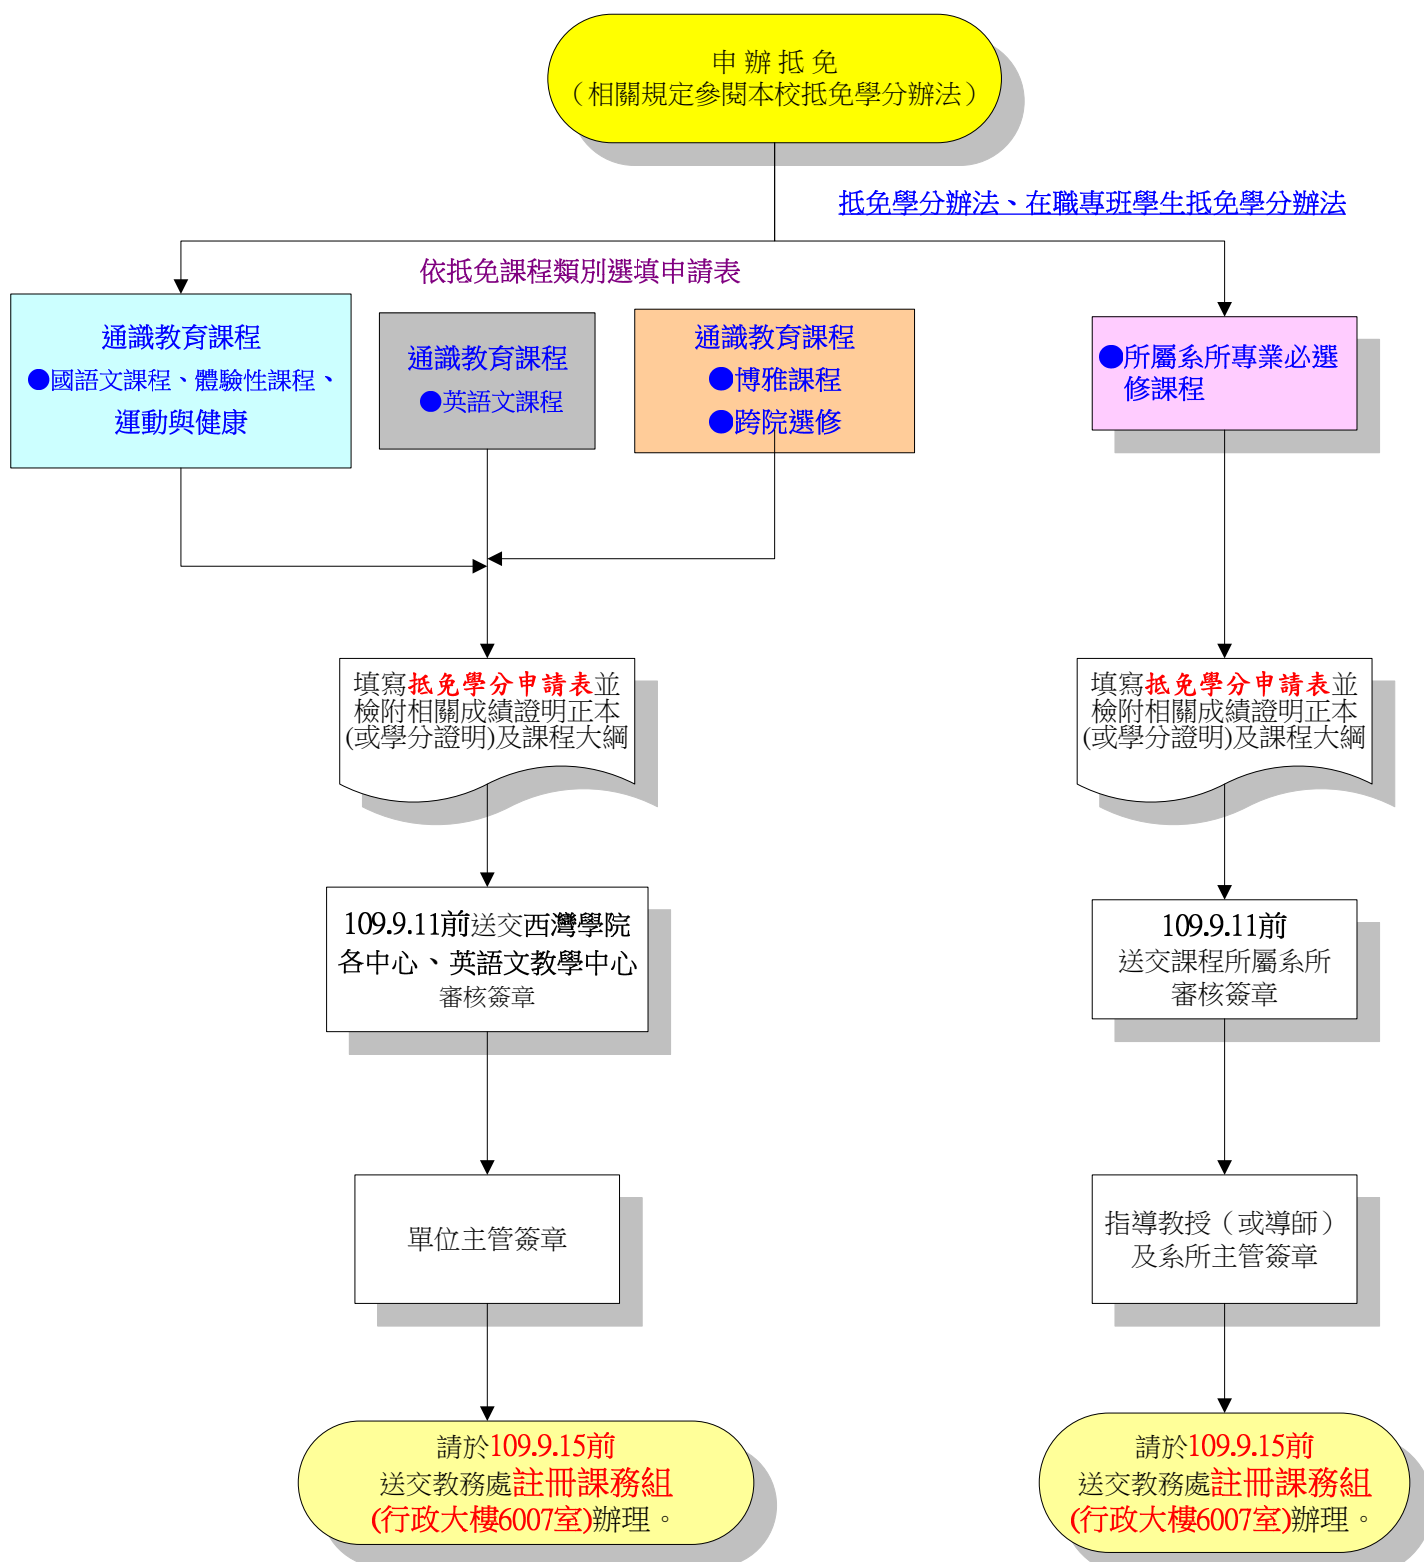 申辦抵免
（相關規定參閱本校抵免學分辦法）
抵免學分辦法、在職專班學生抵免學分辦法
依抵免課程類別選填申請表
通識教育課程
●國語文課程、體驗性課程、
運動與健康
通識教育課程
●英語文課程
通識教育課程
●博雅課程
●跨院選修
●所屬系所專業必選
修課程
填寫抵免學分申請表並
檢附相關成績證明正本
(或學分證明)及課程大綱
填寫抵免學分申請表並
檢附相關成績證明正本
(或學分證明)及課程大綱
109.9.11前送交西灣學院
各中心、英語文教學中心
審核簽章
109.9.11前
送交課程所屬系所
審核簽章
單位主管簽章
指導教授（或導師）
及系所主管簽章
請於109.9.15前
送交教務處註冊課務組
(行政大樓6007室)辦理。
請於109.9.15前
送交教務處註冊課務組
(行政大樓6007室)辦理。